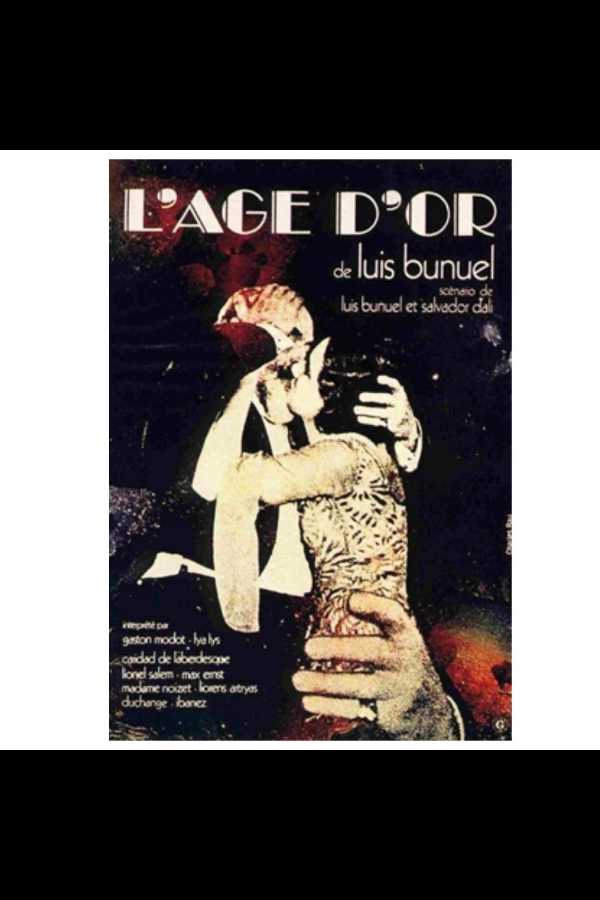 L'AGE D'OR
de luis bunuel
scénario de
luis bunuel et salvador dali
interprété par
gaston modot - lya lys
caridad de laberdesque
lionel salem - max ernst
madame noizet - llorens artryas
duchange - ibanez
G